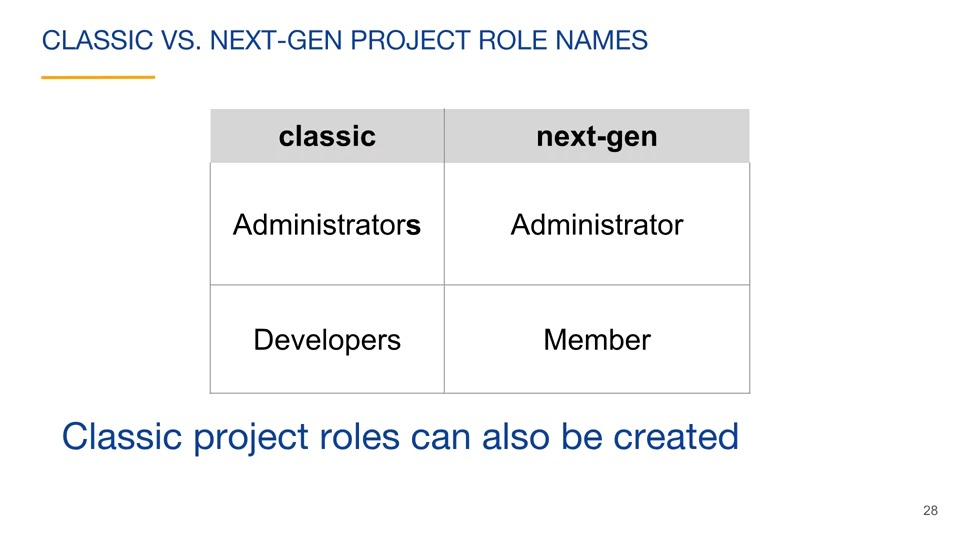 CLASSIC VS. NEXT-GEN PROJECT ROLE NAMES
classic next-gen
Administrators Administrator
Developers Member
Classic project roles can also be created
28